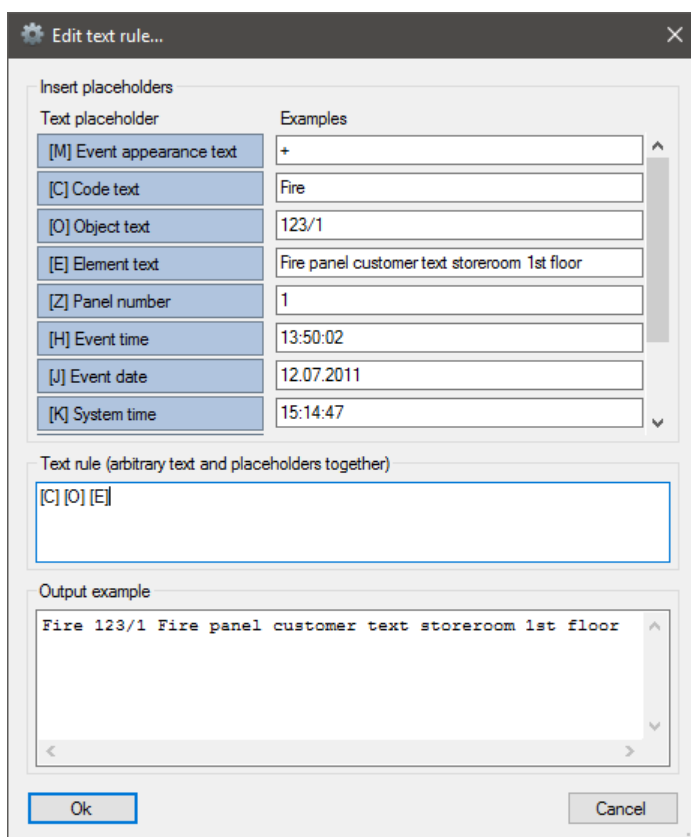 Edit text rule...
Insert placeholders
Text placeholder Examples
[M] Event appearance text +
[C] Code text Fire
[O] Object text 123/1
[E] Element text Fire panel customer text storeroom 1st floor
[Z] Panel number 1
[H] Event time 13:50:02
[J] Event date 12.07.2011
[K] System time 15:14:47
Text rule (arbitrary text and placeholders together)
[C] [O] [E]
Output example
Fire 123/1 Fire panel customer text storeroom 1st floor
Ok Cancel